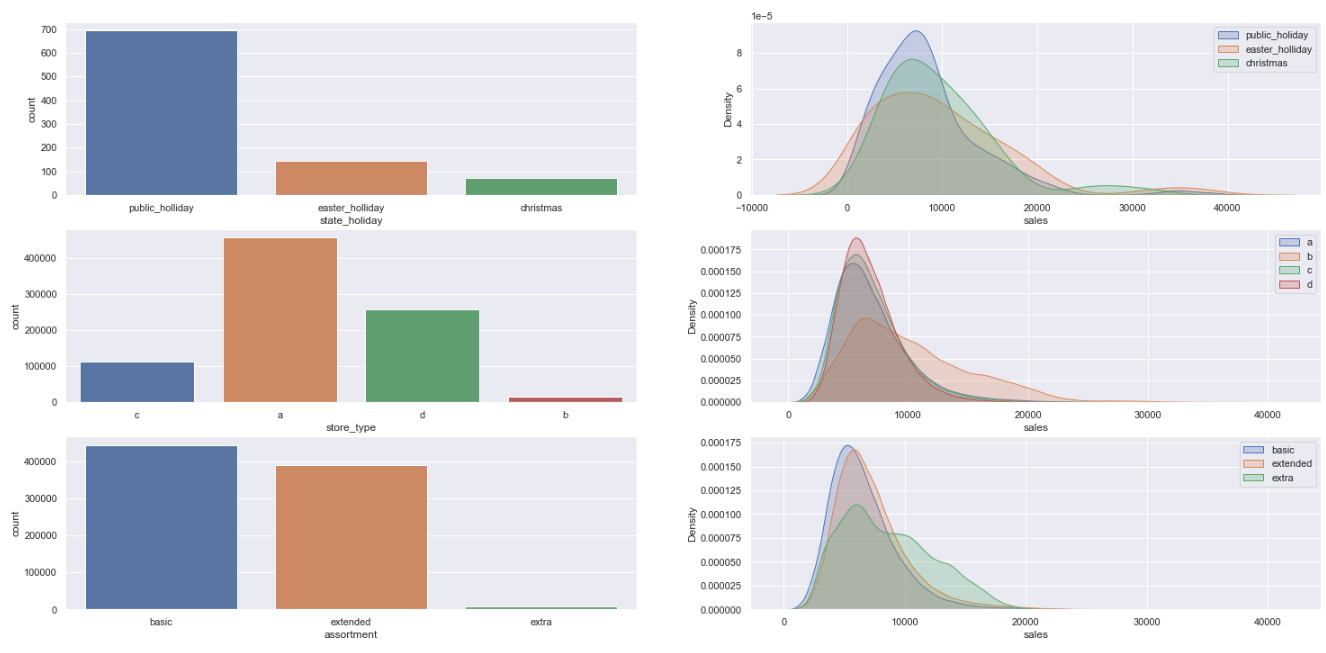 700
600
500
400
300
200
100
0
count
public_holliday
easter_holliday
christmas
state_holiday
1e−5
8
6
4
2
0
Density
−10000
0
10000
20000
30000
40000
sales
public_holiday
easter_holliday
christmas
400000
300000
200000
100000
0
count
c
a
d
b
store_type
0.000175
0.000150
0.000125
0.000100
0.000075
0.000050
0.000025
0.000000
Density
0
10000
20000
30000
40000
sales
a
b
c
d
400000
300000
200000
100000
0
count
basic
extended
extra
assortment
0.000175
0.000150
0.000125
0.000100
0.000075
0.000050
0.000025
0.000000
Density
0
10000
20000
30000
40000
sales
basic
extended
extra